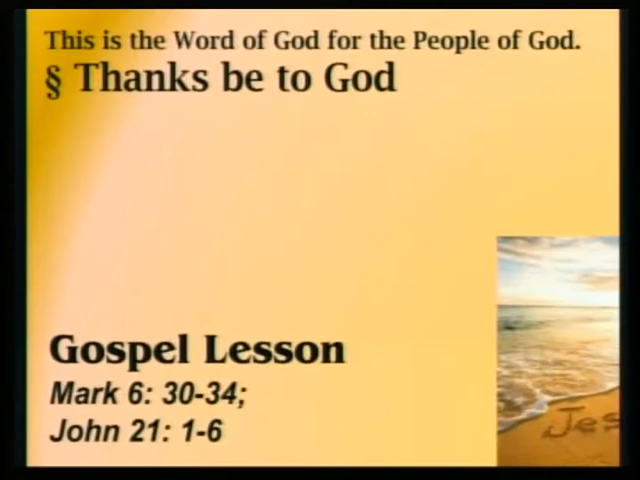 This is the Word of God for the People of God.
§ Thanks be to God
Gospel Lesson
Mark 6: 30-34;
John 21: 1-6
Jes